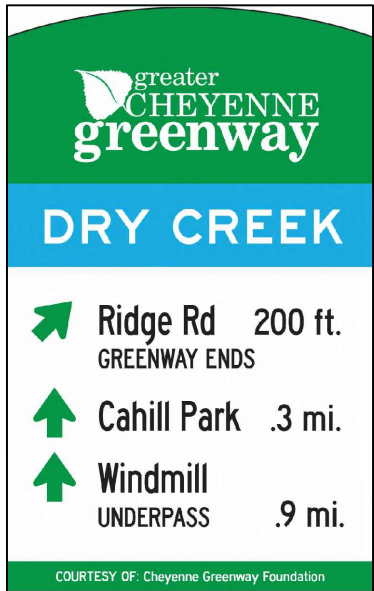 greater
CHEYENNE
greenway
DRY CREEK
Ridge Rd 200 ft.
GREENWAY ENDS
Cahill Park .3 mi.
Windmill
UNDERPASS .9 mi.
COURTESY OF: Cheyenne Greenway Foundation